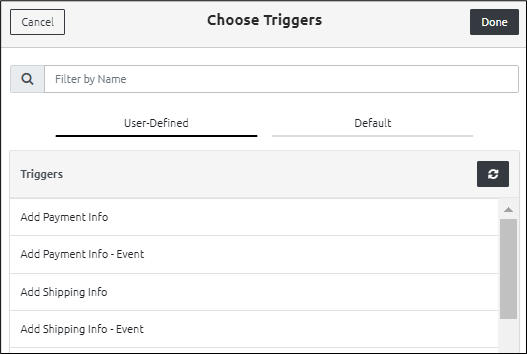 Cancel
Choose Triggers
Done
Filter by Name
User-Defined
Default
Triggers
Add Payment Info
Add Payment Info - Event
Add Shipping Info
Add Shipping Info - Event